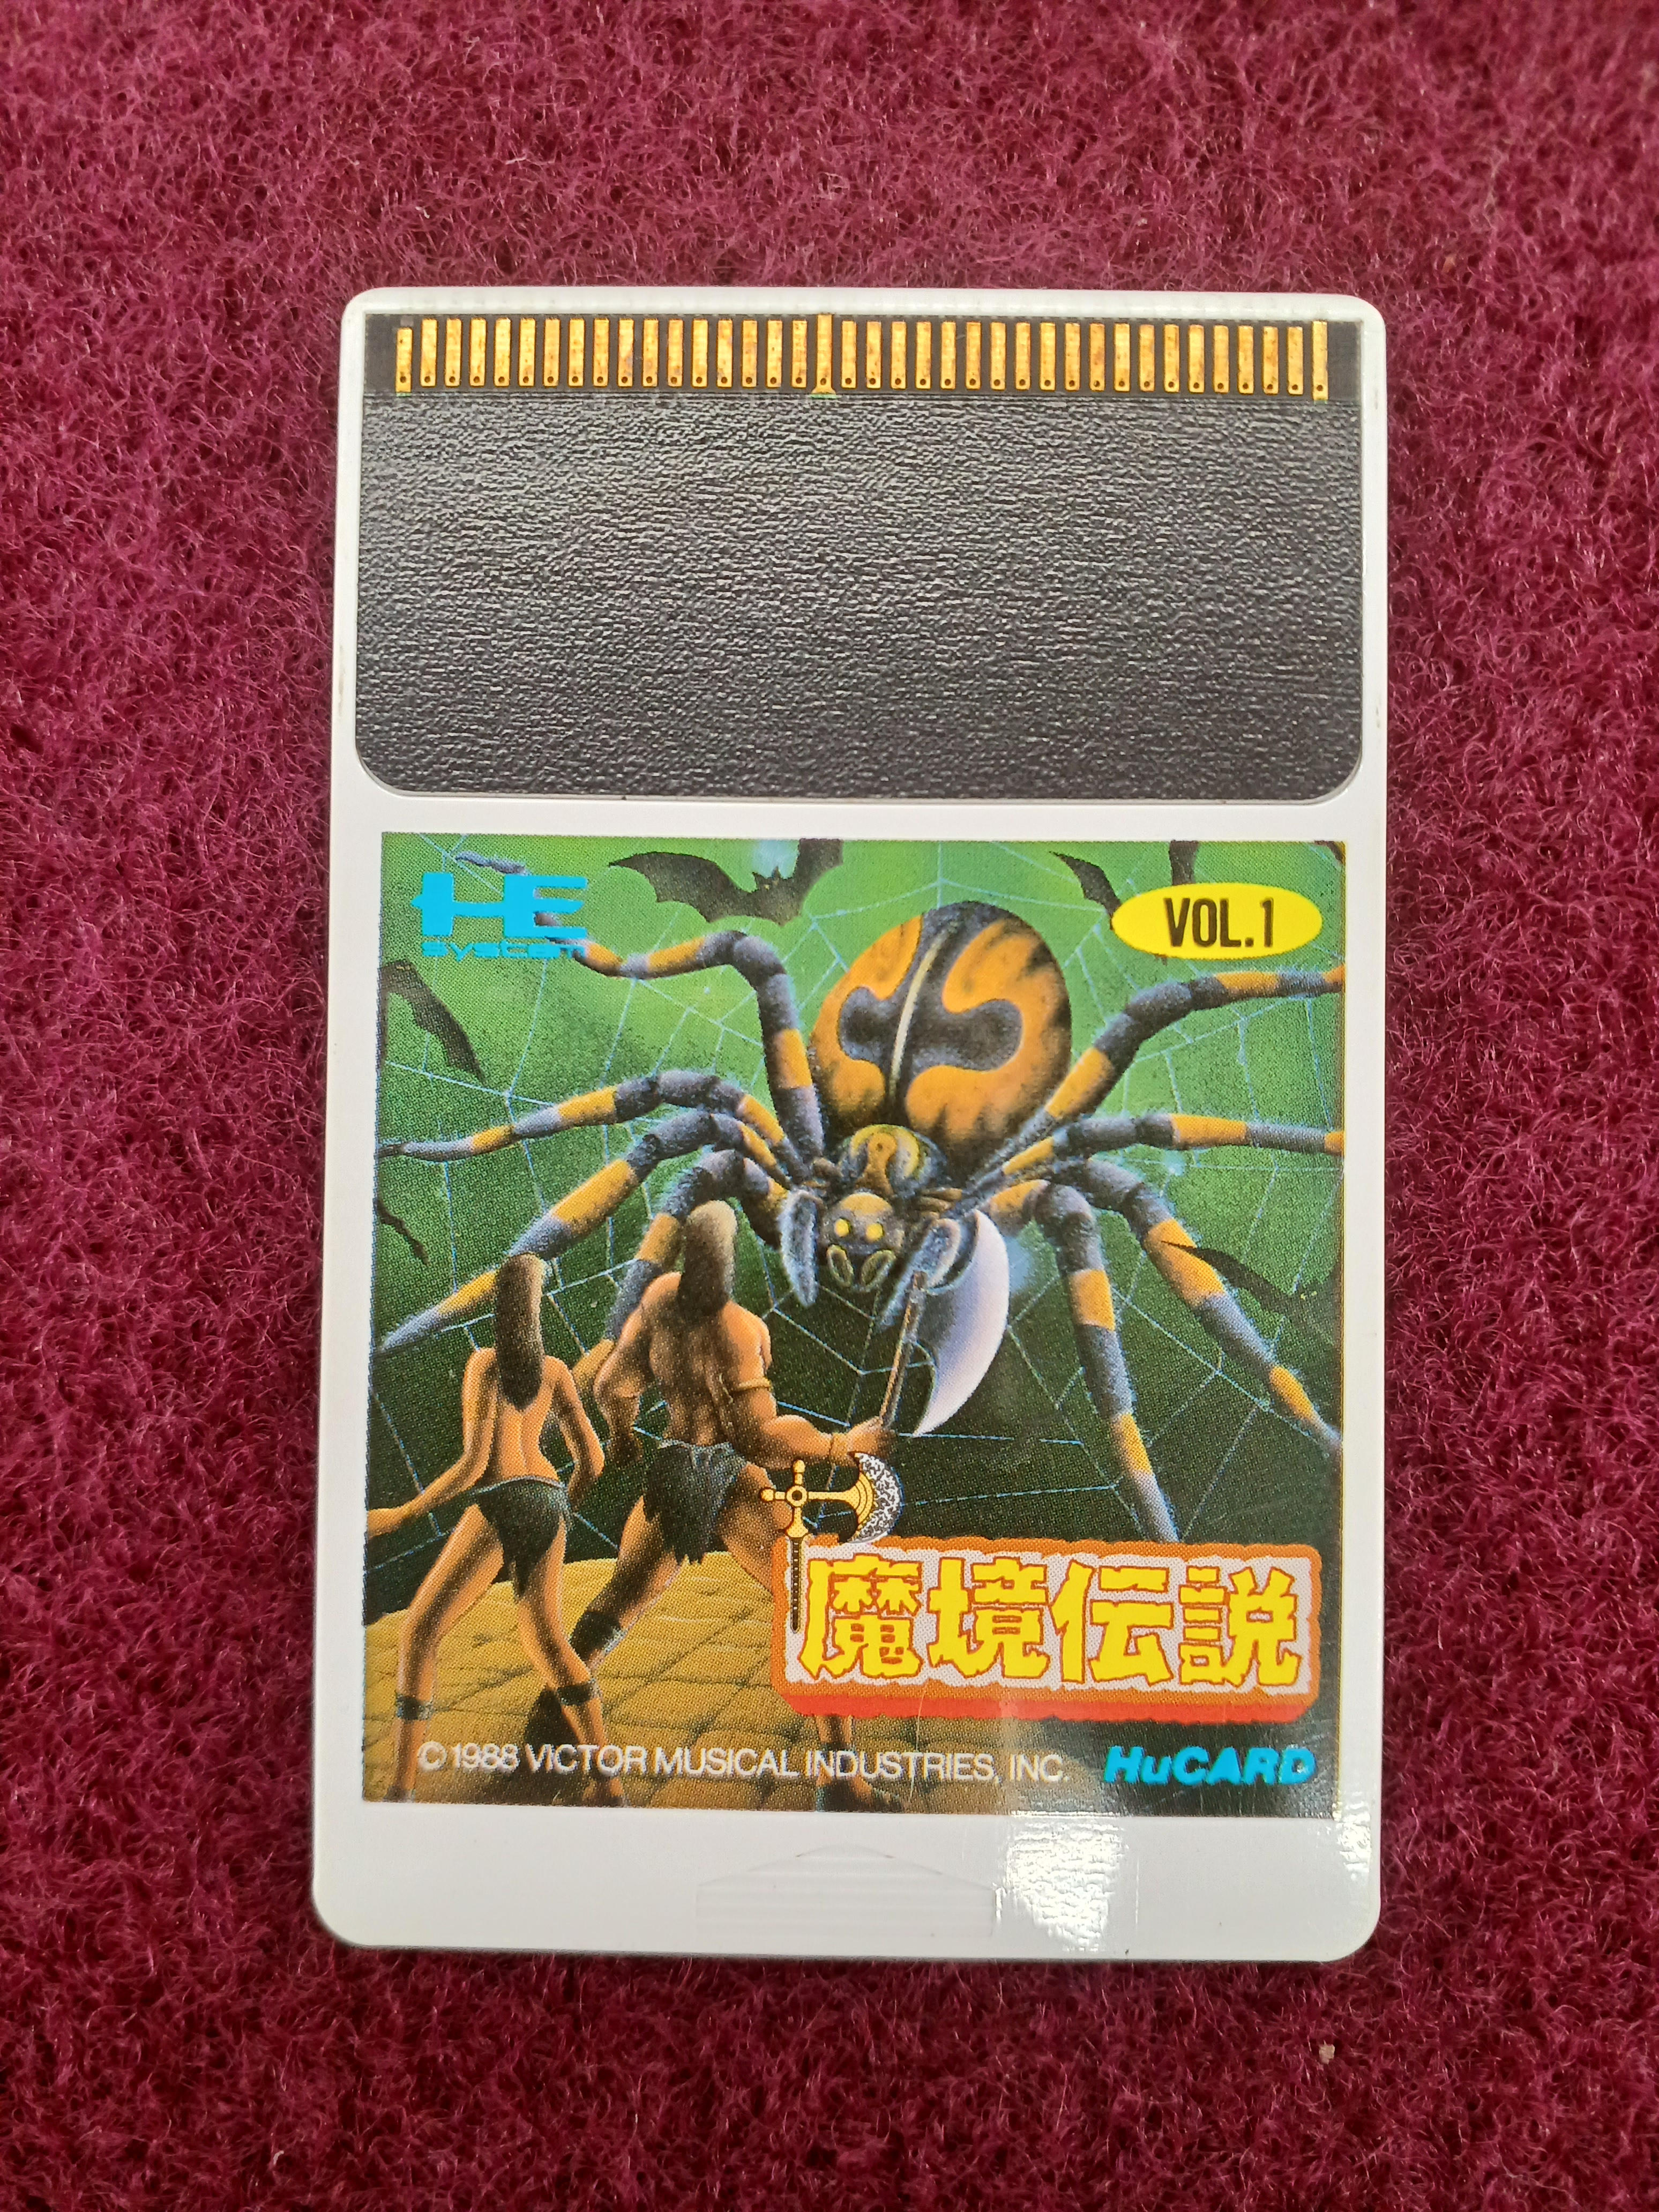 HE
system
VOL.1
魔境伝説
© 1988 VICTOR MUSICAL INDUSTRIES, INC.
HuCARD